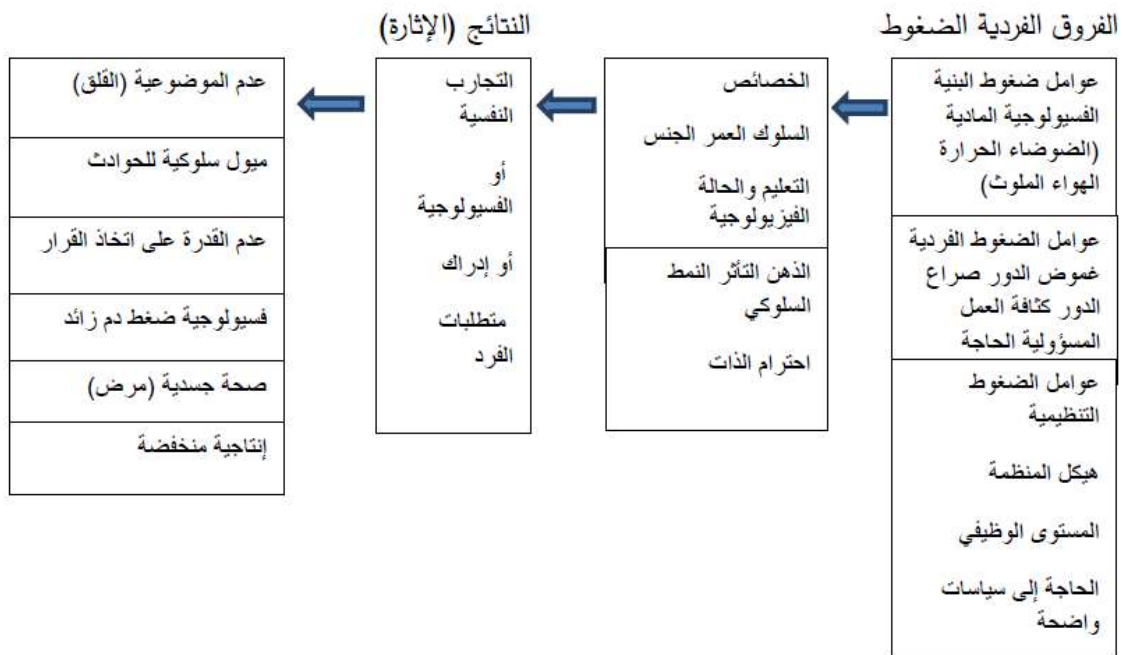 الفروق الفردية الضغوط
النتائج (الإثارة)
عوامل ضغوط البنية
الفسيولوجية المادية
(الضوضاء الحرارة
الهواء الملوث)
عوامل الضغوط الفردية
غموض الدور صراع
الدور كثافة العمل
المسؤولية الحاجة
عوامل الضغوط
التنظيمية
هيكل المنظمة
المستوى الوظيفي
الحاجة إلى سياسات
واضحة
الخصائص
السلوك العمر الجنس
التعليم والحالة
الفيزيولوجية
الذهن التأثر النمط
السلوكي
احترام الذات
التجارب
النفسية
أو
الفسيولوجية
أو إدراك
متطلبات
الفرد
عدم الموضوعية (القلق)
ميول سلوكية للحوادث
عدم القدرة على اتخاذ القرار
فسيولوجية ضغط دم زائد
صحة جسدية (مرض)
إنتاجية منخفضة